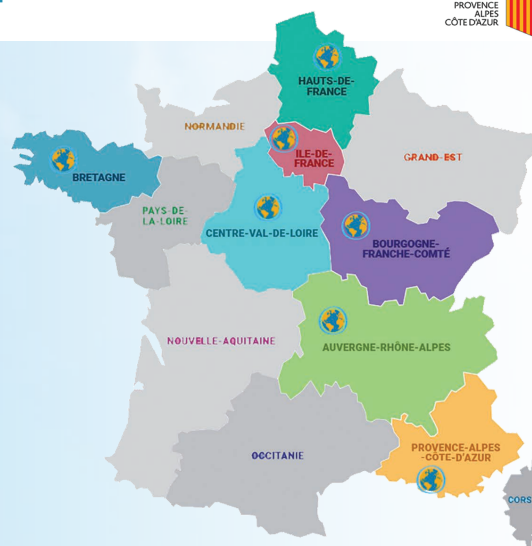 PROVENCE
ALPES
CÔTE D'AZUR
HAUTS-DE-
FRANCE
NORMANDIE
ILE-DE-
FRANCE
GRAND-EST
BRETAGNE
PAYS-DE-
LA-LOIRE
CENTRE-VAL-DE-LOIRE
BOURGOGNE-
FRANCHE-COMTÉ
NOUVELLE-AQUITAINE
AUVERGNE-RHÔNE-ALPES
PROVENCE-ALPES
-CÔTE-D'AZUR
OCCITANIE
CORS